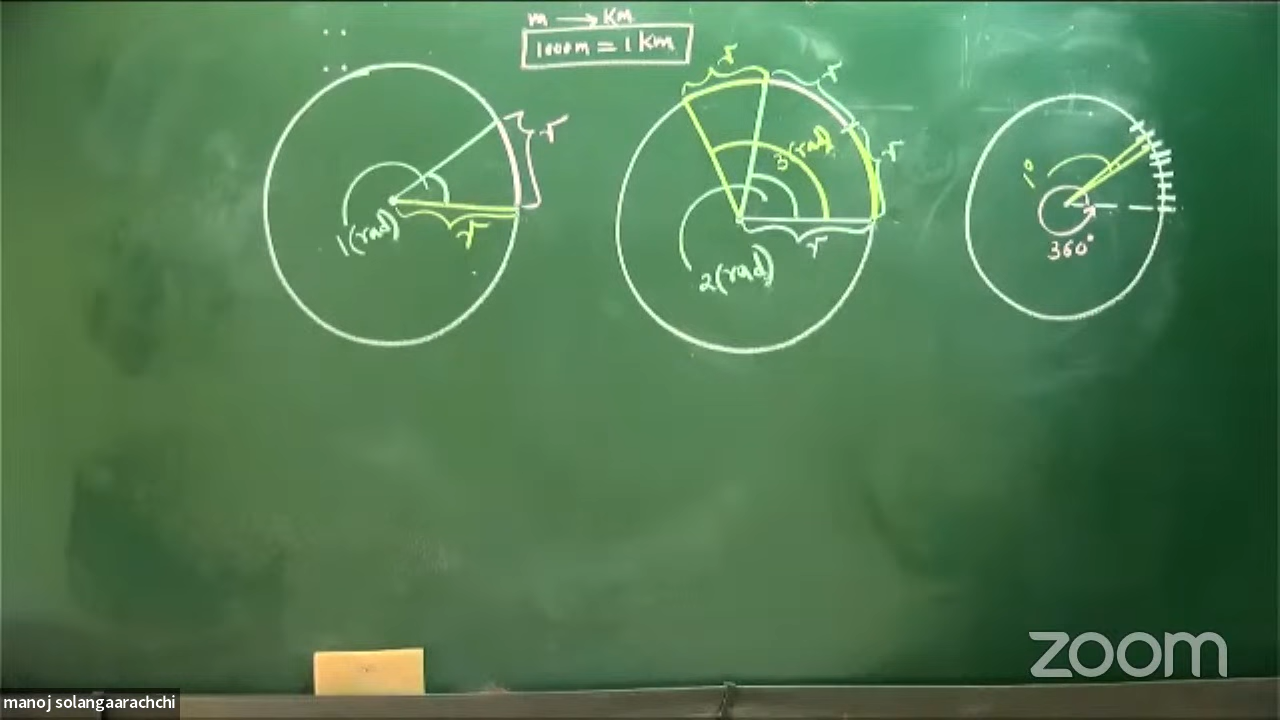 m → Km
1000m = 1 Km
r
1(rad)
r
r
r
3(rad)
r
2(rad)
r
1°
360°
zoom
manoj solangaarachchi